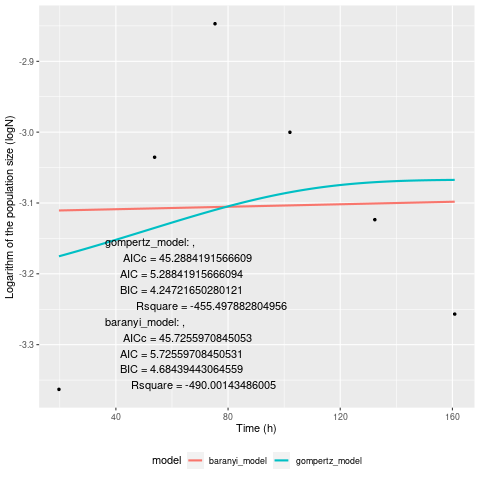 -2.9
-3.0
-3.1
-3.2
-3.3
Logarithm of the population size (logN)
gompertz_model: ,
AICc = 45.2884191566609
AIC = 5.28841915666094
BIC = 4.24721650280121
Rsquare = -455.497882804956
baranyi_model: ,
AICc = 45.7255970845053
AIC = 5.72559708450531
BIC = 4.68439443064559
Rsquare = -490.00143486005
40 80 120 160
Time (h)
model baranyi_model gompertz_model